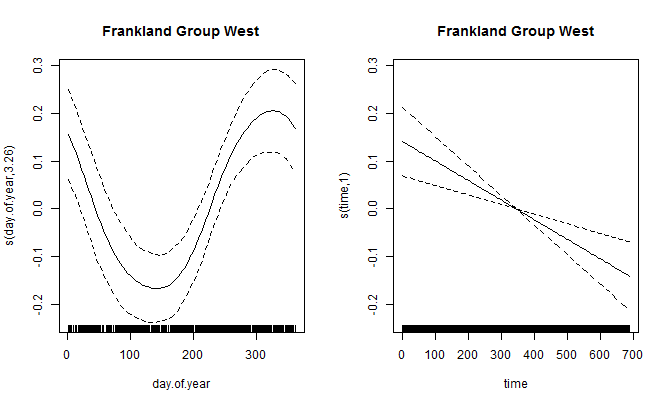 Frankland Group West
s(day.of.year,3.26)
0.3
0.2
0.1
0.0
-0.1
-0.2
0 100 200 300
day.of.year
Frankland Group West
s(time,1)
0.3
0.2
0.1
0.0
-0.1
-0.2
0 100 200 300 400 500 600 700
time